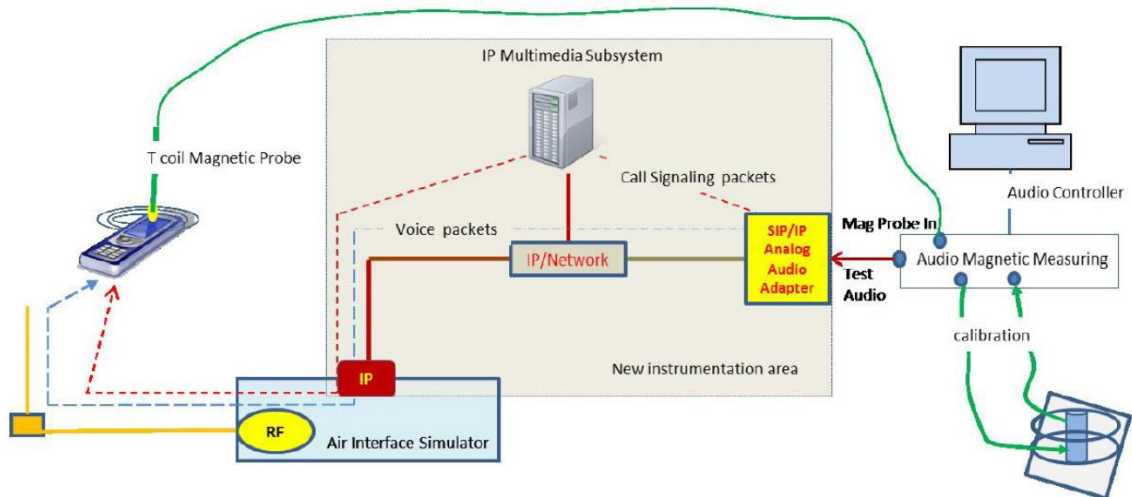 IP Multimedia Subsystem
T coil Magnetic Probe
Call Signaling packets
Audio Controller
Voice packets
SIP/IP
Analog
Audio
Adapter
Mag Probe In
IP/Network
Audio Magnetic Measuring
Test
Audio
calibration
New instrumentation area
IP
RF
Air Interface Simulator